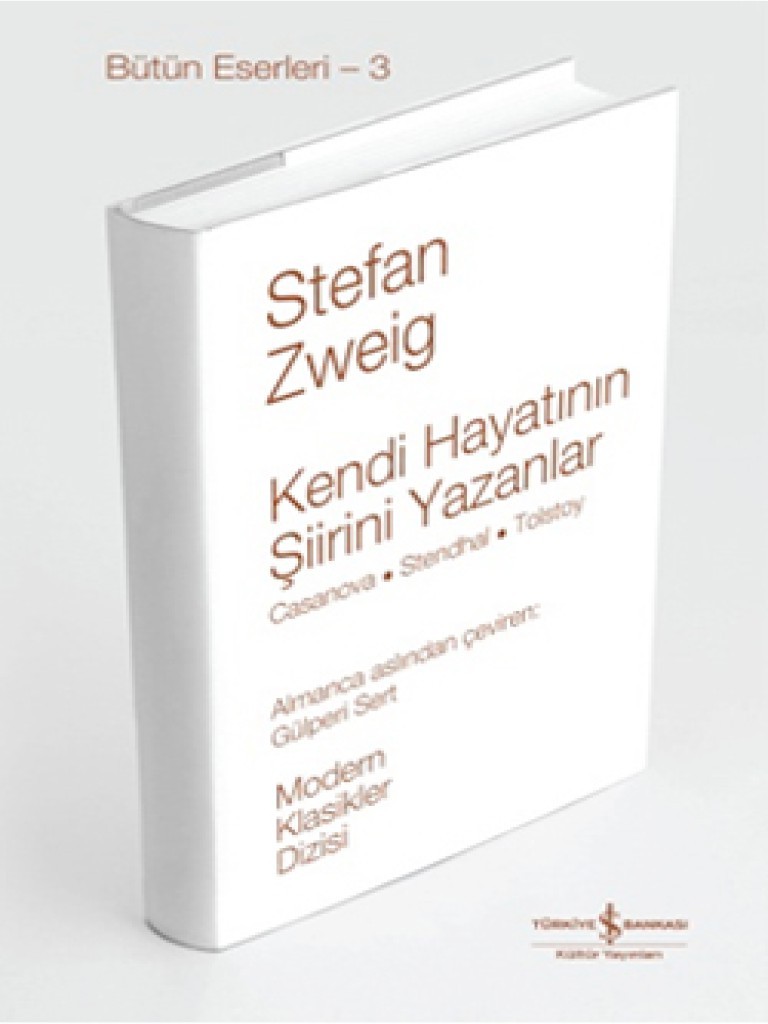 Bütün Eserleri – 3
Stefan
Zweig
Kendi Hayatının
Şiirini Yazanlar
Casanova • Stendhal • Tolstoy
Almanca aslından çeviren:
Gülperi Sert
Modern
Klasikler
Dizisi
TÜRKİYE İŞ BANKASI
Kültür Yayınları